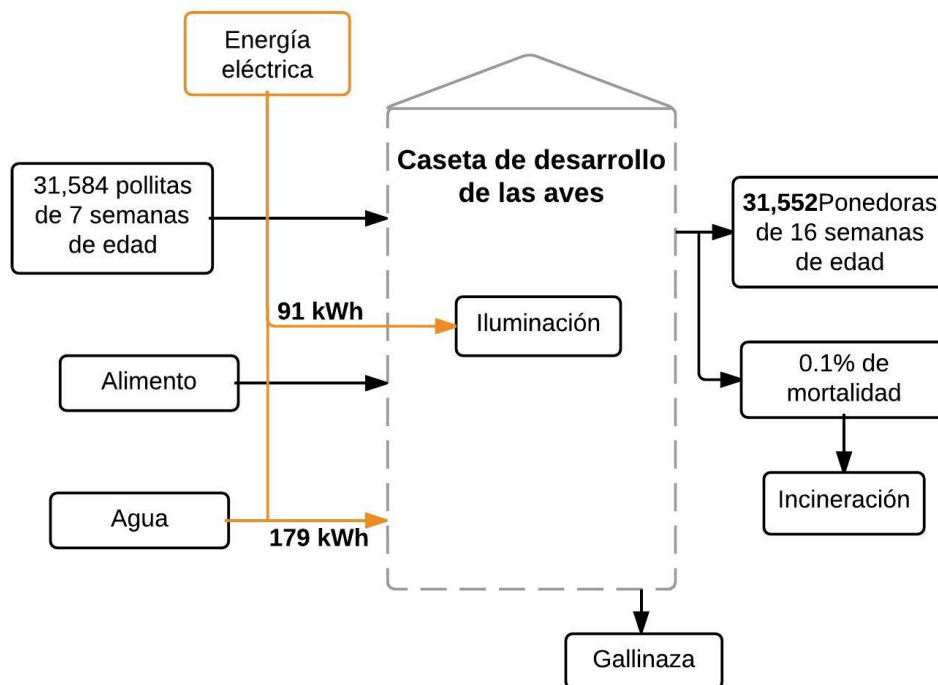 Energía
eléctrica
Caseta de desarrollo
de las aves
31,584 pollitas
de 7 semanas
de edad
31,552Ponedoras
de 16 semanas
de edad
91 kWh
Iluminación
Alimento
0.1% de
mortalidad
Agua
179 kWh
Incineración
Gallinaza